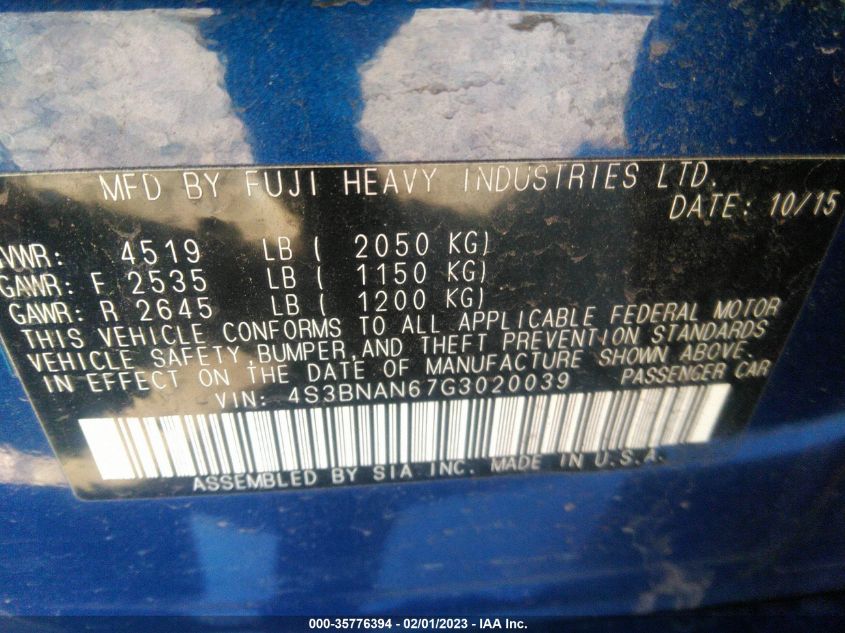 MFD BY FUJI HEAVY INDUSTRIES LTD.
DATE: 10/15
VWR: 4519 LB ( 2050 KG)
GAWR: F 2535 LB ( 1150 KG)
GAWR: R 2645 LB ( 1200 KG)
THIS VEHICLE CONFORMS TO ALL APPLICABLE FEDERAL MOTOR
VEHICLE SAFETY, BUMPER, AND THEFT PREVENTION STANDARDS
IN EFFECT ON THE DATE OF MANUFACTURE SHOWN ABOVE.
VIN: 4S3BNAN67G3020039 PASSENGER CAR
ASSEMBLED BY SIA INC. MADE IN U.S.A.
000-35776394 - 02/01/2023 - IAA Inc.